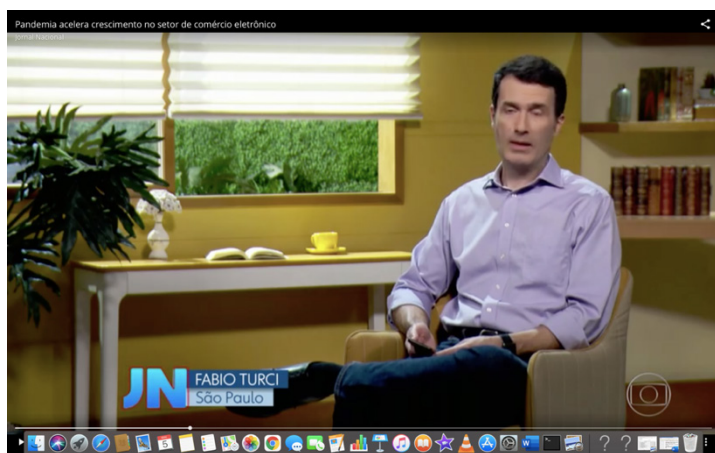 Pandemia acelera crescimento no setor de comércio eletrônico
Jornal Nacional
JN
FABIO TURCI
São Paulo